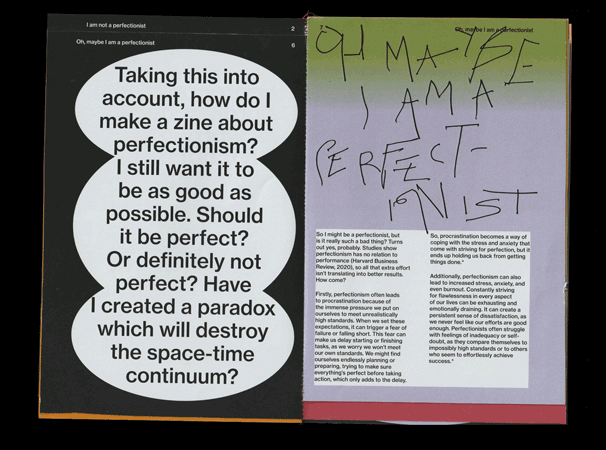 I am not a perfectionist
2
Oh, maybe I am a perfectionist
6
Taking this into
account, how do I
make a zine about
perfectionism?
I still want it to
be as good as
possible. Should
it be perfect?
Or definitely not
perfect? Have
I created a paradox
which will destroy
the space-time
continuum?
Oh, maybe I am a perfectionist
OH MAYBE
I AM A
PERFECT-
IONIST
So I might be a perfectionist, but
is it really such a bad thing? Turns
out yes, probably. Studies show
perfectionism has no relation to
performance (Harvard Business
Review, 2020), so all that extra effort
isn't translating into better results.
How come?
Firstly, perfectionism often leads
to procrastination because of
the immense pressure we put on
ourselves to meet unrealistically
high standards. When we set these
expectations, it can trigger a fear of
failure or falling short. This fear can
make us delay starting or finishing
tasks, as we worry won't meet
our own standards. We might find
ourselves endlessly planning or
preparing, trying to make sure
everything's perfect before taking
action, which only adds to the delay.
So, procrastination becomes a way of
coping with the stress and anxiety that
come with perfectionism, but it
ends up holding us back from getting
things done.*
Additionally, perfectionism can also
lead to increased stress, anxiety, and
even burnout. Constantly striving
for flawlessness in every aspect
of our lives can be exhausting and
emotionally draining. It can create a
persistent sense of dissatisfaction, as
we never feel like our efforts are good
enough. Perfectionists often struggle
with feelings of inadequacy or self-
doubt, as they compare themselves to
impossibly high standards or to others
who seem to effortlessly achieve
success.*